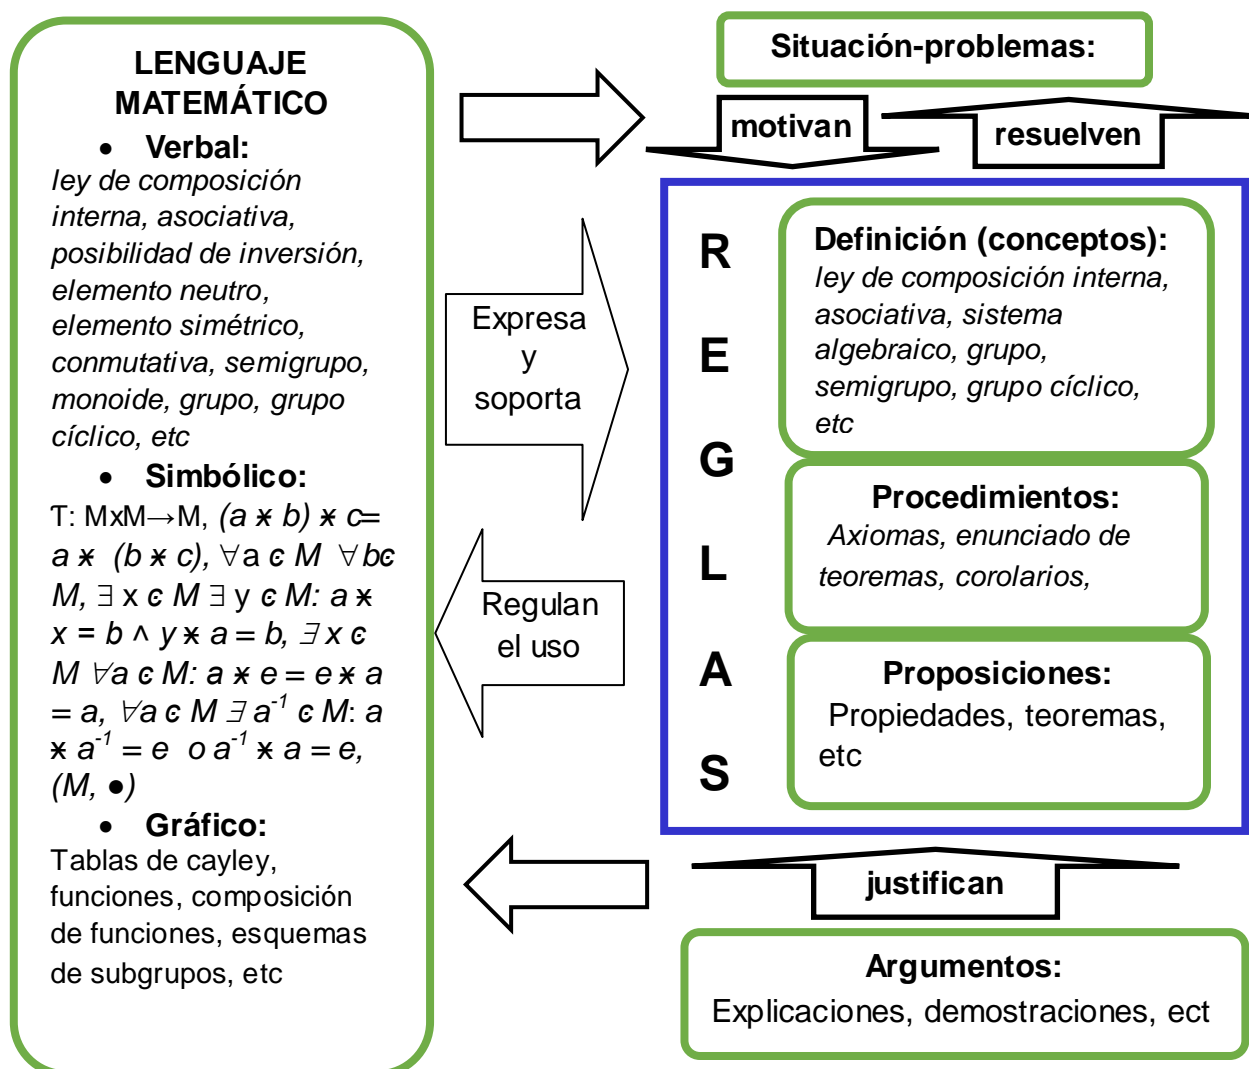 LENGUAJE
MATEMÁTICO
• Verbal:
ley de composición
interna, asociativa,
posibilidad de inversión,
elemento neutro,
elemento simétrico,
conmutativa, semigrupo,
monoide, grupo, grupo
cíclico, etc
• Simbólico:
Ƭ: MxM→M, (a ӿ b) ӿ c=
a ӿ (b ӿ c), ∀a є M ∀bє
M, ∃ x є M ∃ y є M: a ӿ
x = b ʌ y ӿ a = b, ∃ x є
M ∀a є M: a ӿ e = e ӿ a
= a, ∀a є M ∃ a⁻¹ є M: a
ӿ a⁻¹ = e o a⁻¹ ӿ a = e,
(M, ●)
• Gráfico:
Tablas de cayley,
funciones, composición
de funciones, esquemas
de subgrupos, etc
Expresa
y
soporta
Regulan
el uso
Situación-problemas:
motivan
resuelven
R
E
G
L
A
S
Definición (conceptos):
ley de composición interna,
asociativa, sistema
algebraico, grupo,
semigrupo, grupo cíclico,
etc
Procedimientos:
Axiomas, enunciado de
teoremas, corolarios,
Proposiciones:
Propiedades, teoremas,
etc
justifican
Argumentos:
Explicaciones, demostraciones, ect